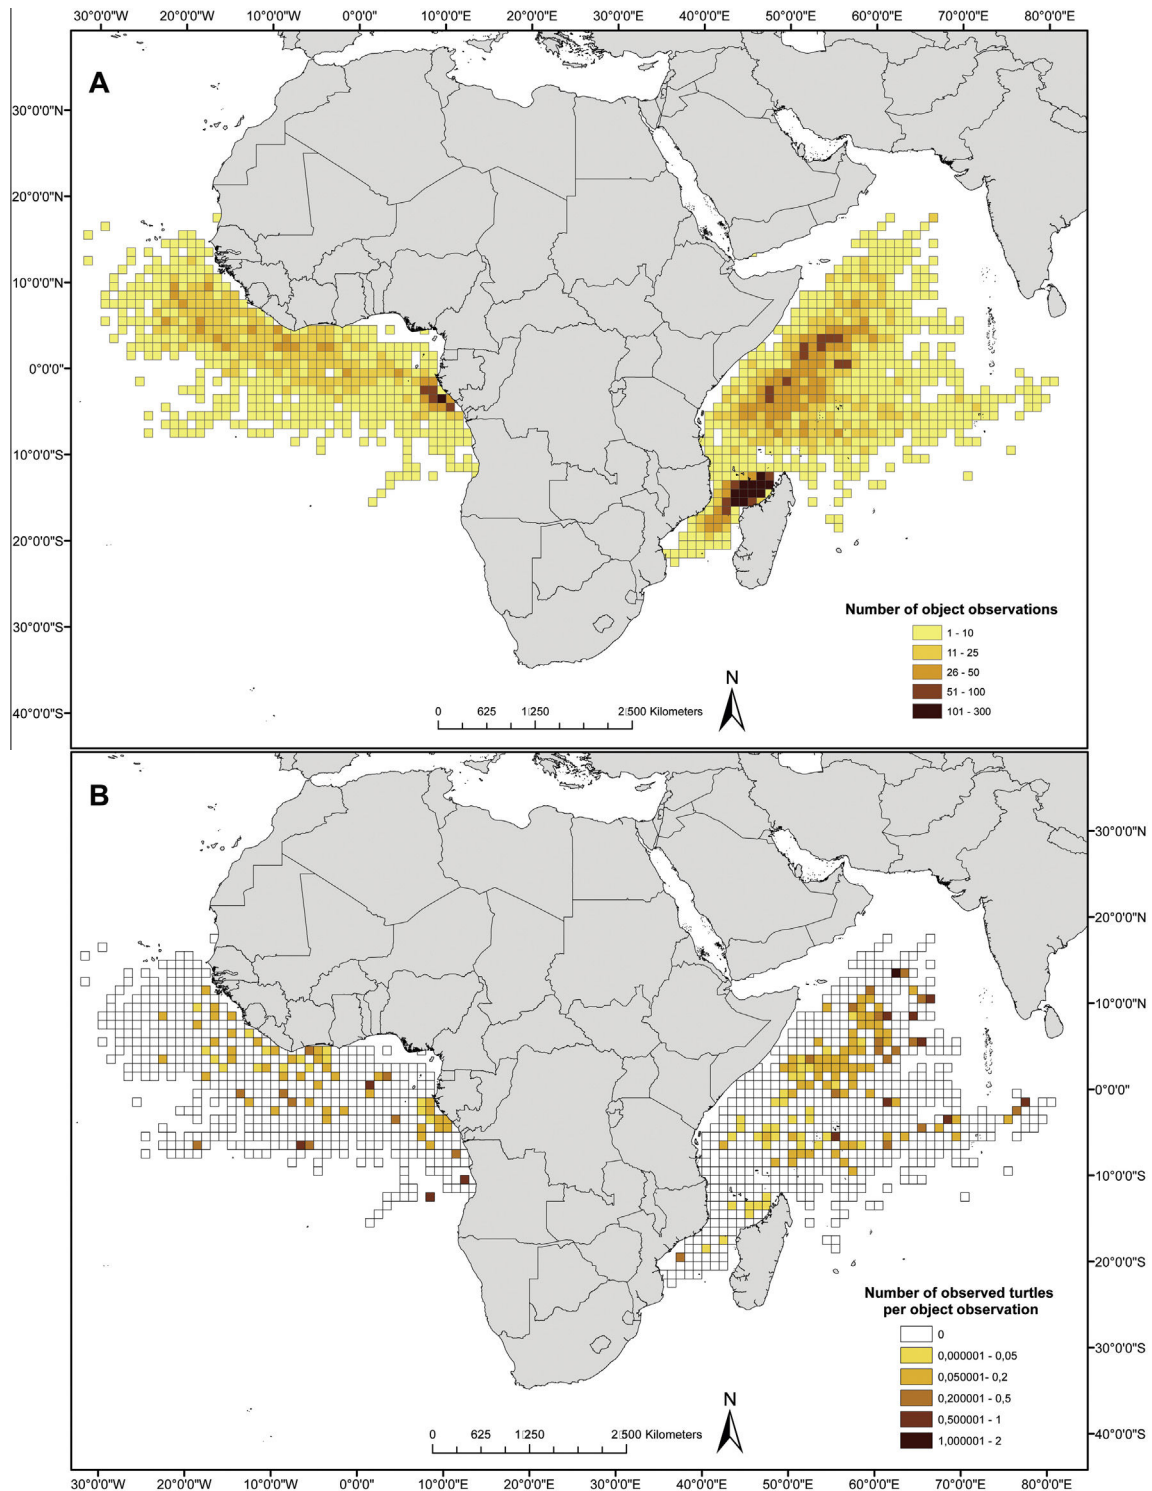 30°0'0"W 20°0'0"W 10°0'0"W 0°0'0" 10°0'0"E 20°0'0"E 30°0'0"E 40°0'0"E 50°0'0"E 60°0'0"E 70°0'0"E 80°0'0"E
A
30°0'0"N
20°0'0"N
10°0'0"N
0°0'0"
10°0'0"S
20°0'0"S
30°0'0"S
40°0'0"S
Number of object observations
1 - 10
11 - 25
26 - 50
51 - 100
101 - 300
N
0 625 1 250 2 500 Kilometers
B
30°0'0"N
20°0'0"N
10°0'0"N
0°0'0"
10°0'0"S
20°0'0"S
30°0'0"S
40°0'0"S
Number of observed turtles
per object observation
0
0,000001 - 0,05
0,050001- 0,2
0,200001 - 0,5
0,500001 - 1
1,000001 - 2
N
0 625 1 250 2 500 Kilometers
30°0'0"W 20°0'0"W 10°0'0"W 0°0'0" 10°0'0"E 20°0'0"E 30°0'0"E 40°0'0"E 50°0'0"E 60°0'0"E 70°0'0"E 80°0'0"E